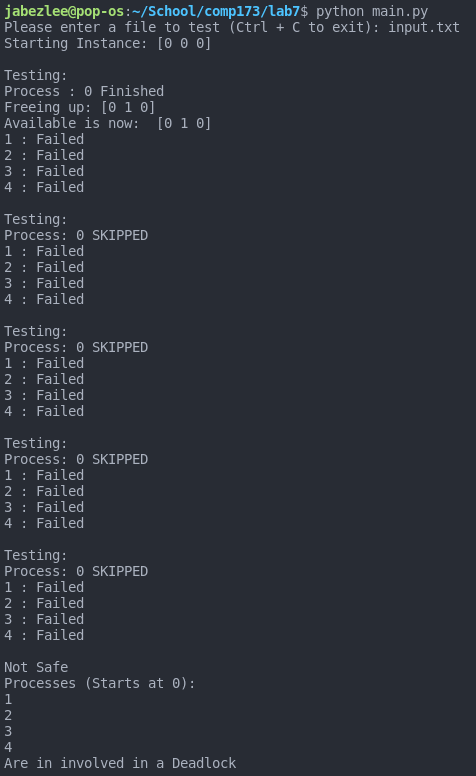 jabezlee@pop-os:~/School/comp173/lab7$ python main.py
Please enter a file to test (Ctrl + C to exit): input.txt
Starting Instance: [0 0 0]
Testing:
Process : 0 Finished
Freeing up: [0 1 0]
Available is now:  [0 1 0]
1 : Failed
2 : Failed
3 : Failed
4 : Failed
Testing:
Process: 0 SKIPPED
1 : Failed
2 : Failed
3 : Failed
4 : Failed
Testing:
Process: 0 SKIPPED
1 : Failed
2 : Failed
3 : Failed
4 : Failed
Testing:
Process: 0 SKIPPED
1 : Failed
2 : Failed
3 : Failed
4 : Failed
Testing:
Process: 0 SKIPPED
1 : Failed
2 : Failed
3 : Failed
4 : Failed
Not Safe
Processes (Starts at 0):
1
2
3
4
Are in involved in a Deadlock